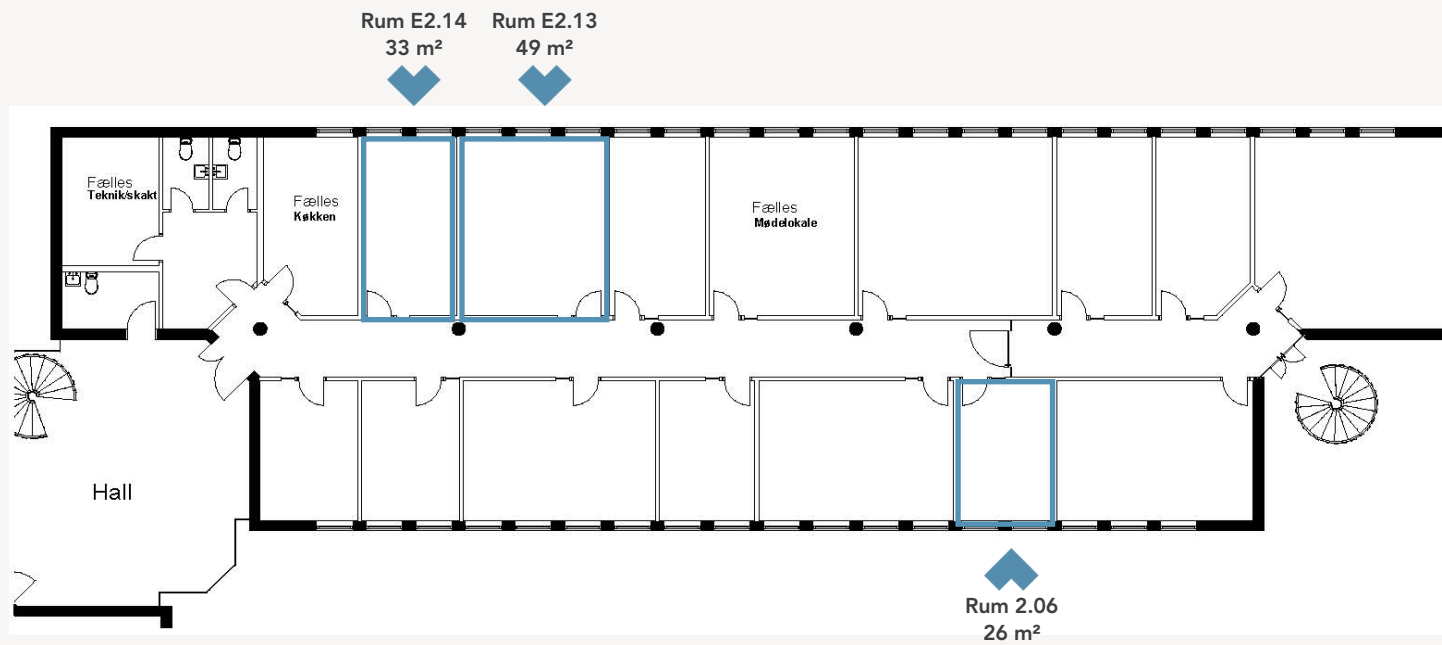 Rum E2.14
33 m²
Rum E2.13
49 m²
Fælles
Teknik/skakt
Fælles
Køkken
Fælles
Mødelokale
Hall
Rum 2.06
26 m²